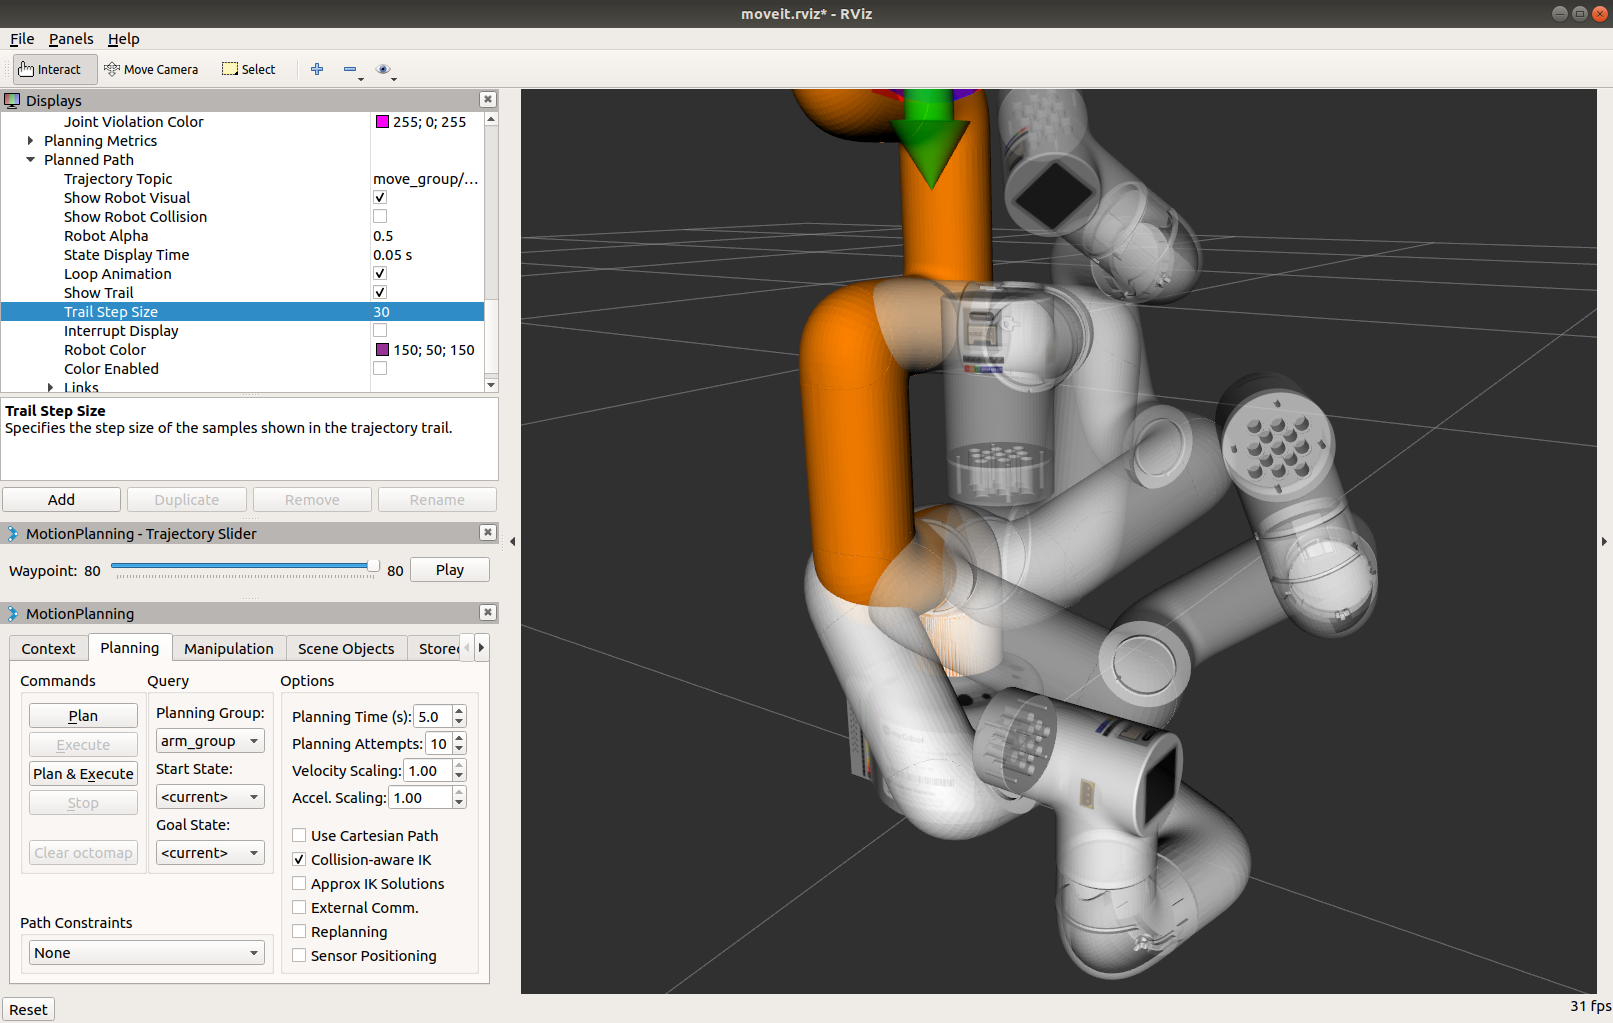 moveit.rviz* - RViz
File Panels Help
Interact Move Camera Select
Displays
Joint Violation Color 255; 0; 255
Planning Metrics
Planned Path
Trajectory Topic move_group/...
Show Robot Visual
Show Robot Collision
Robot Alpha 0.5
State Display Time 0.05 s
Loop Animation
Show Trail
Trail Step Size 30
Interrupt Display
Robot Color 150; 50; 150
Color Enabled
Links
Trail Step Size
Specifies the step size of the samples shown in the trajectory trail.
Add Duplicate Remove Rename
MotionPlanning - Trajectory Slider
Waypoint: 80 80 Play
MotionPlanning
Context Planning Manipulation Scene Objects Store
Commands Query Options
Plan
Execute
Plan & Execute
Stop
Clear octomap
Planning Group:
arm_group
Start State:
<current>
Goal State:
<current>
Planning Time (s): 5.0
Planning Attempts: 10
Velocity Scaling: 1.00
Accel. Scaling: 1.00
Use Cartesian Path
Collision-aware IK
Approx IK Solutions
External Comm.
Replanning
Sensor Positioning
Path Constraints
None
Reset
31 fps